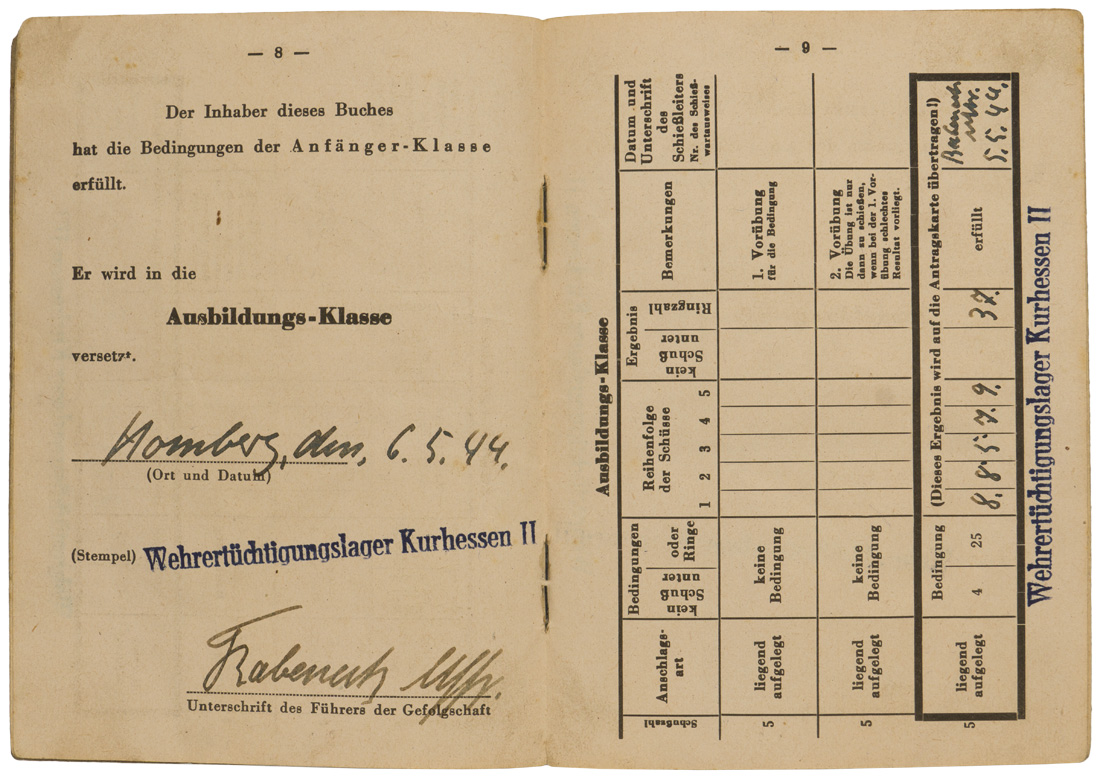 — 8 —
Der Inhaber dieses Buches
hat die Bedingungen der Anfänger-Klasse
erfüllt.
Er wird in die
Ausbildungs-Klasse
versetzt.
Homberg, den, 6.5.44.
(Ort und Datum)
(Stempel) Wehrertüchtigungslager Kurhessen II
Unterschrift des Führers der Gefolgschaft
— 9 —
Ausbildungs-Klasse
Schußzahl
Anschlags-
art
Bedingungen
kein
Schuß
unter
oder
Ringe
Reihenfolge
der Schüsse
1 2 3 4 5
Ergebnis
kein
Schuß
unter
Ringzahl
Bemerkungen
Datum und
Unterschrift
des
Schießleiters
Nr. des Schieß-
wartausweises
5
liegend
aufgelegt
keine
Bedingung
1. Vorübung
für die Bedingung
5
liegend
aufgelegt
keine
Bedingung
2. Vorübung
Die Übung ist nur
dann zu schießen,
wenn bei der 1. Vor-
übung schlechtes
Resultat vorliegt.
Bedingung (Dieses Ergebnis wird auf die Antragskarte übertragen!)
5
liegend
aufgelegt
4 25
8. 8. 5. 7. 9.
37.
erfüllt
5.5.44.
Wehrertüchtigungslager Kurhessen II